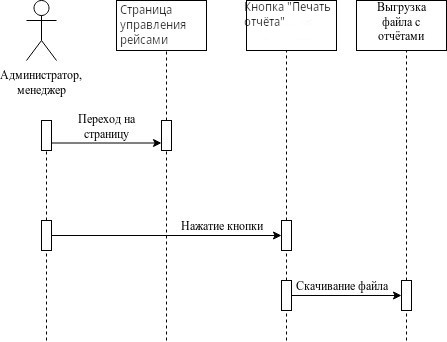 Страница
управления
рейсами
Кнопка "Печать
отчёта"
Выгрузка
файла с
отчётами
Администратор,
менеджер
Переход на
страницу
Нажатие кнопки
Скачивание файла